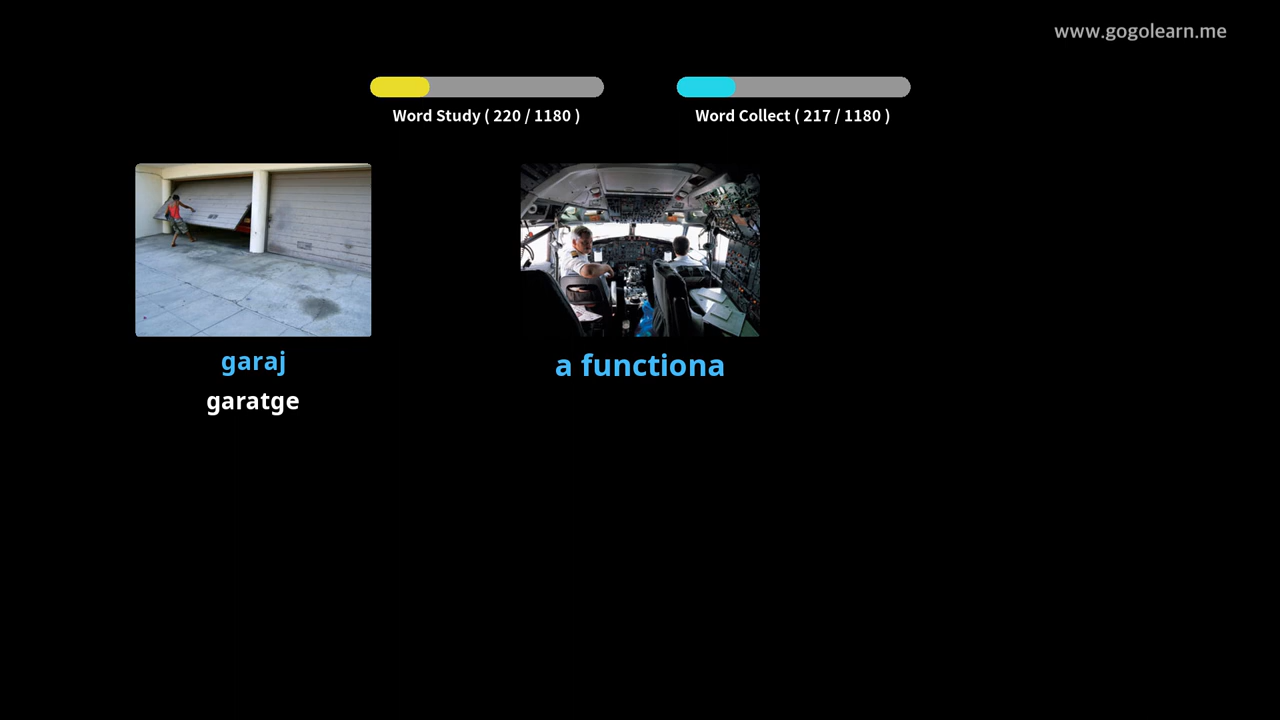 www.gogolearn.me
Word Study ( 220 / 1180 )
Word Collect ( 217 / 1180 )
garaj
garatge
a functiona